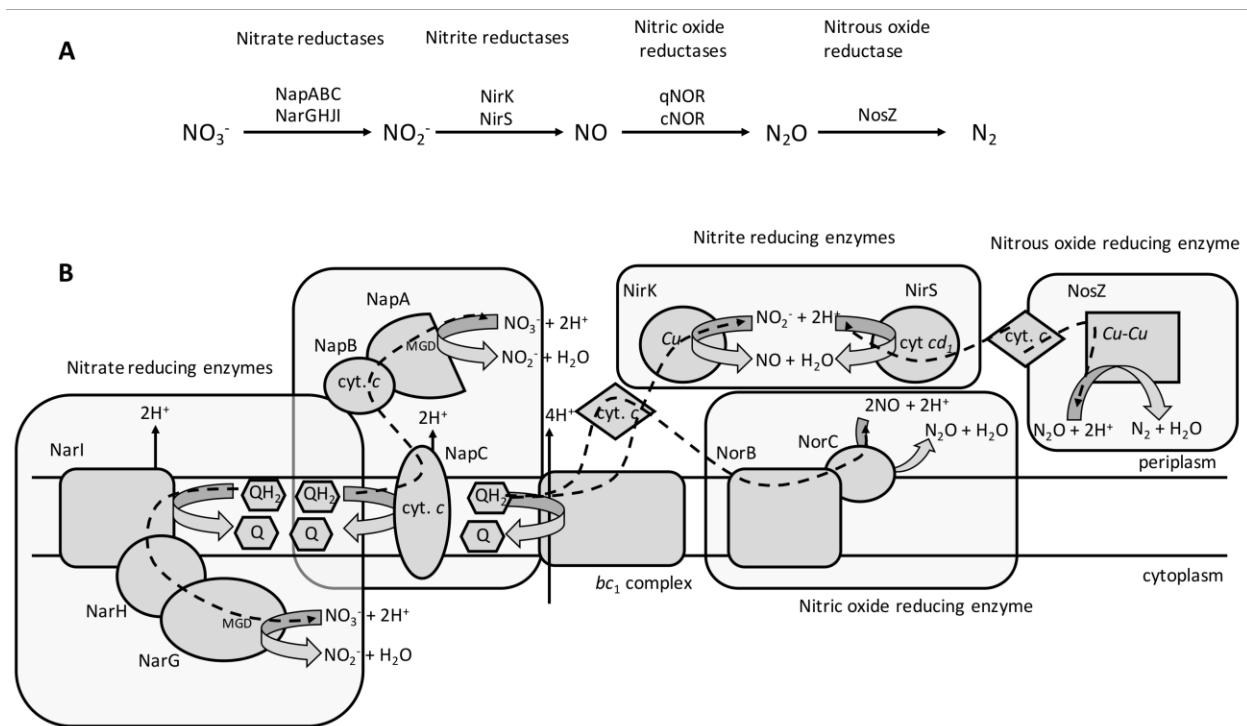 A
Nitrate reductases
Nitrite reductases
Nitric oxide
reductases
Nitrous oxide
reductase
NapABC
NarGHJI
NirK
NirS
qNOR
cNOR
NosZ
NO₃⁻
NO₂⁻
NO
N₂O
N₂
B
Nitrite reducing enzymes
Nitrous oxide reducing enzyme
NapA
NirK
NirS
NosZ
NapB
MGD
NO₃⁻ + 2H⁺
NO₂⁻ + H₂O
Cu
NO₂⁻ + 2H⁺
NO + H₂O
cyt cd₁
cyt. c
Cu-Cu
cyt. c
Nitrate reducing enzymes
N₂O + 2H⁺
N₂ + H₂O
2H⁺
2H⁺
4H⁺
cyt. c
2NO + 2H⁺
N₂O + H₂O
NarI
NapC
NorB
NorC
periplasm
QH₂
QH₂
cyt. c
QH₂
Q
Q
Q
bc₁ complex
cytoplasm
NarH
Nitric oxide reducing enzyme
MGD
NO₃⁻ + 2H⁺
NO₂⁻ + H₂O
NarG